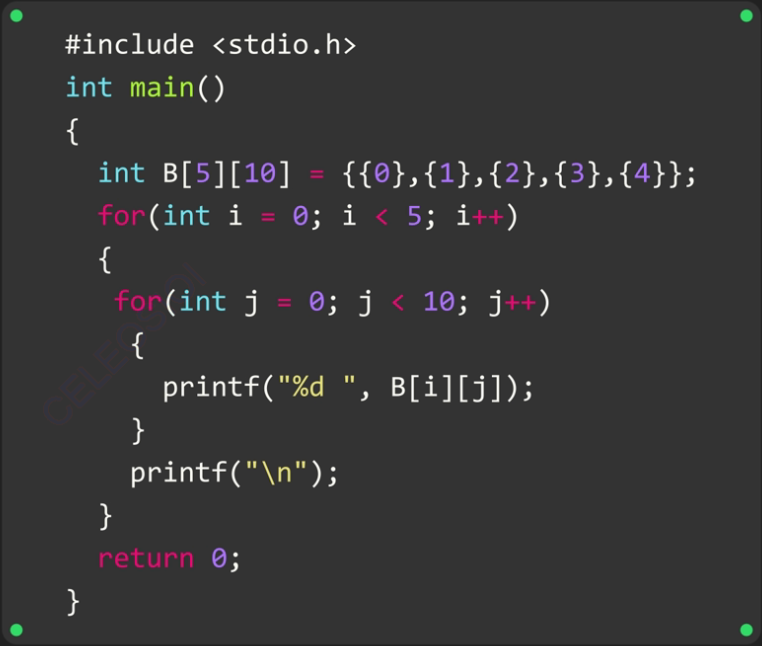 #include <stdio.h>
int main()
{
  int B[5][10] = {{0},{1},{2},{3},{4}};
  for(int i = 0; i < 5; i++)
  {
   for(int j = 0; j < 10; j++)
    {
      printf("%d ", B[i][j]);
    }
    printf("\n");
  }
  return 0;
}